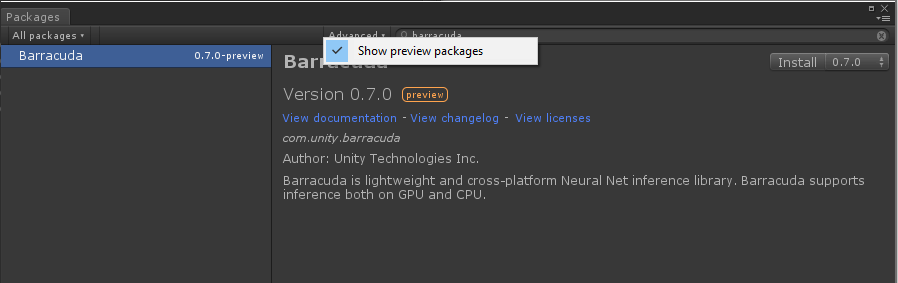 Packages
All packages Advanced barracuda
Show preview packages
Barracuda 0.7.0-preview
Barracuda Install 0.7.0
Version 0.7.0 preview
View documentation - View changelog - View licenses
com.unity.barracuda
Author: Unity Technologies Inc.
Barracuda is lightweight and cross-platform Neural Net inference library. Barracuda supports
inference both on GPU and CPU.